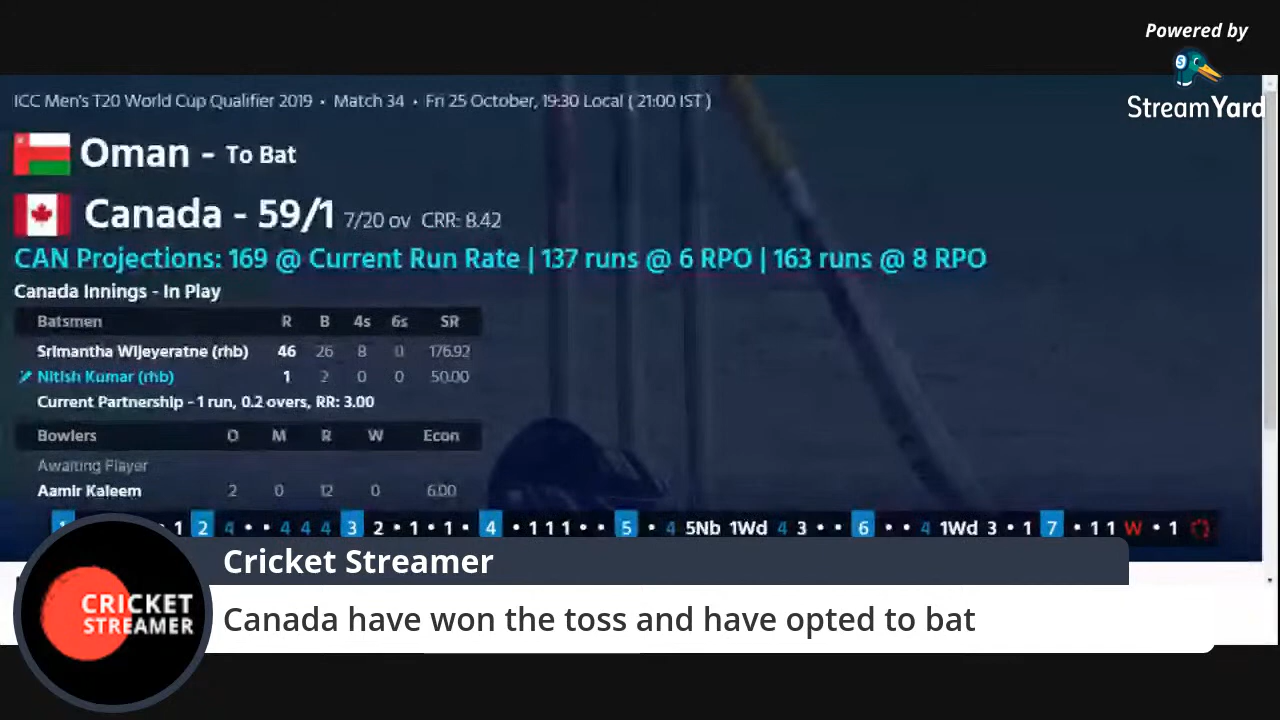 Powered by
StreamYard
ICC Men's T20 World Cup Qualifier 2019 • Match 34 • Fri 25 October, 19:30 Local ( 21:00 IST )
Oman - To Bat
Canada - 59/1 7/20 ov CRR: 8.42
CAN Projections: 169 @ Current Run Rate | 137 runs @ 6 RPO | 163 runs @ 8 RPO
Canada Innings - In Play
Batsmen R B 4s 6s SR
Srimantha Wijeyeratne (rhb) 46 26 8 0 176.92
Nitish Kumar (rhb) 1 2 0 0 50.00
Current Partnership - 1 run, 0.2 overs, RR: 3.00
Bowlers O M R W Econ
Awaiting Player
Aamir Kaleem 2 0 12 0 6.00
1 • 1 2 4 • • 4 4 4 3 2 • 1 • 1 • 4 • 1 1 1 • • 5 • 4 5Nb 1Wd 4 3 • • 6 • • 4 1Wd 3 • 1 7 • 1 1 W • 1
Cricket Streamer
CRICKET
STREAMER
Canada have won the toss and have opted to bat